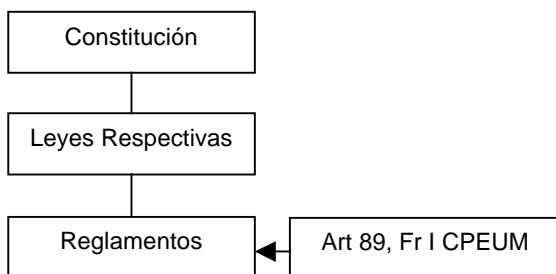 Constitución
Leyes Respectivas
Reglamentos
Art 89, Fr I CPEUM